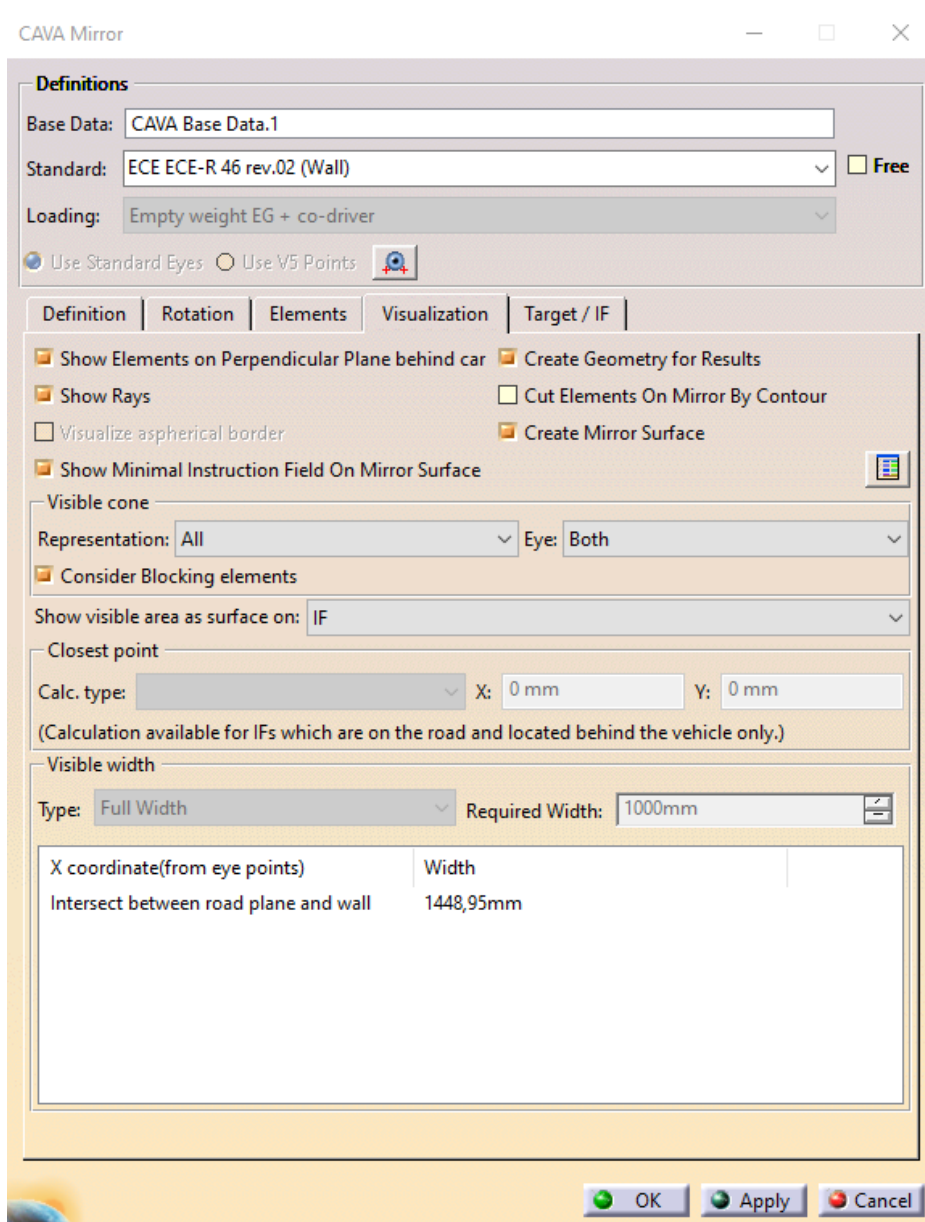 CAVA Mirror
Definitions
Base Data: CAVA Base Data.1
Standard: ECE ECE-R 46 rev.02 (Wall) Free
Loading: Empty weight EG + co-driver
Use Standard Eyes Use V5 Points
Definition Rotation Elements Visualization Target / IF
Show Elements on Perpendicular Plane behind car Create Geometry for Results
Show Rays Cut Elements On Mirror By Contour
Visualize aspherical border Create Mirror Surface
Show Minimal Instruction Field On Mirror Surface
Visible cone
Representation: All Eye: Both
Consider Blocking elements
Show visible area as surface on: IF
Closest point
Calc. type: X: 0 mm Y: 0 mm
(Calculation available for IFs which are on the road and located behind the vehicle only.)
Visible width
Type: Full Width Required Width: 1000mm
X coordinate(from eye points) Width
Intersect between road plane and wall 1448,95mm
OK Apply Cancel